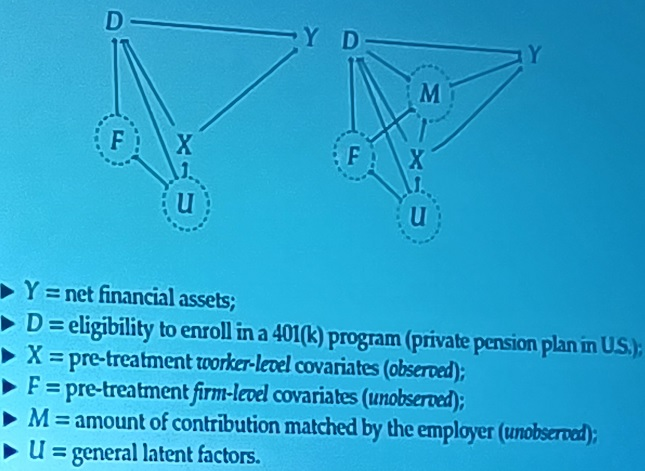 D Y D Y
M
F X F X
U U
▶ Y = net financial assets;
▶ D = eligibility to enroll in a 401(k) program (private pension plan in U.S.);
▶ X = pre-treatment worker-level covariates (observed);
▶ F = pre-treatment firm-level covariates (unobserved);
▶ M = amount of contribution matched by the employer (unobserved);
▶ U = general latent factors.